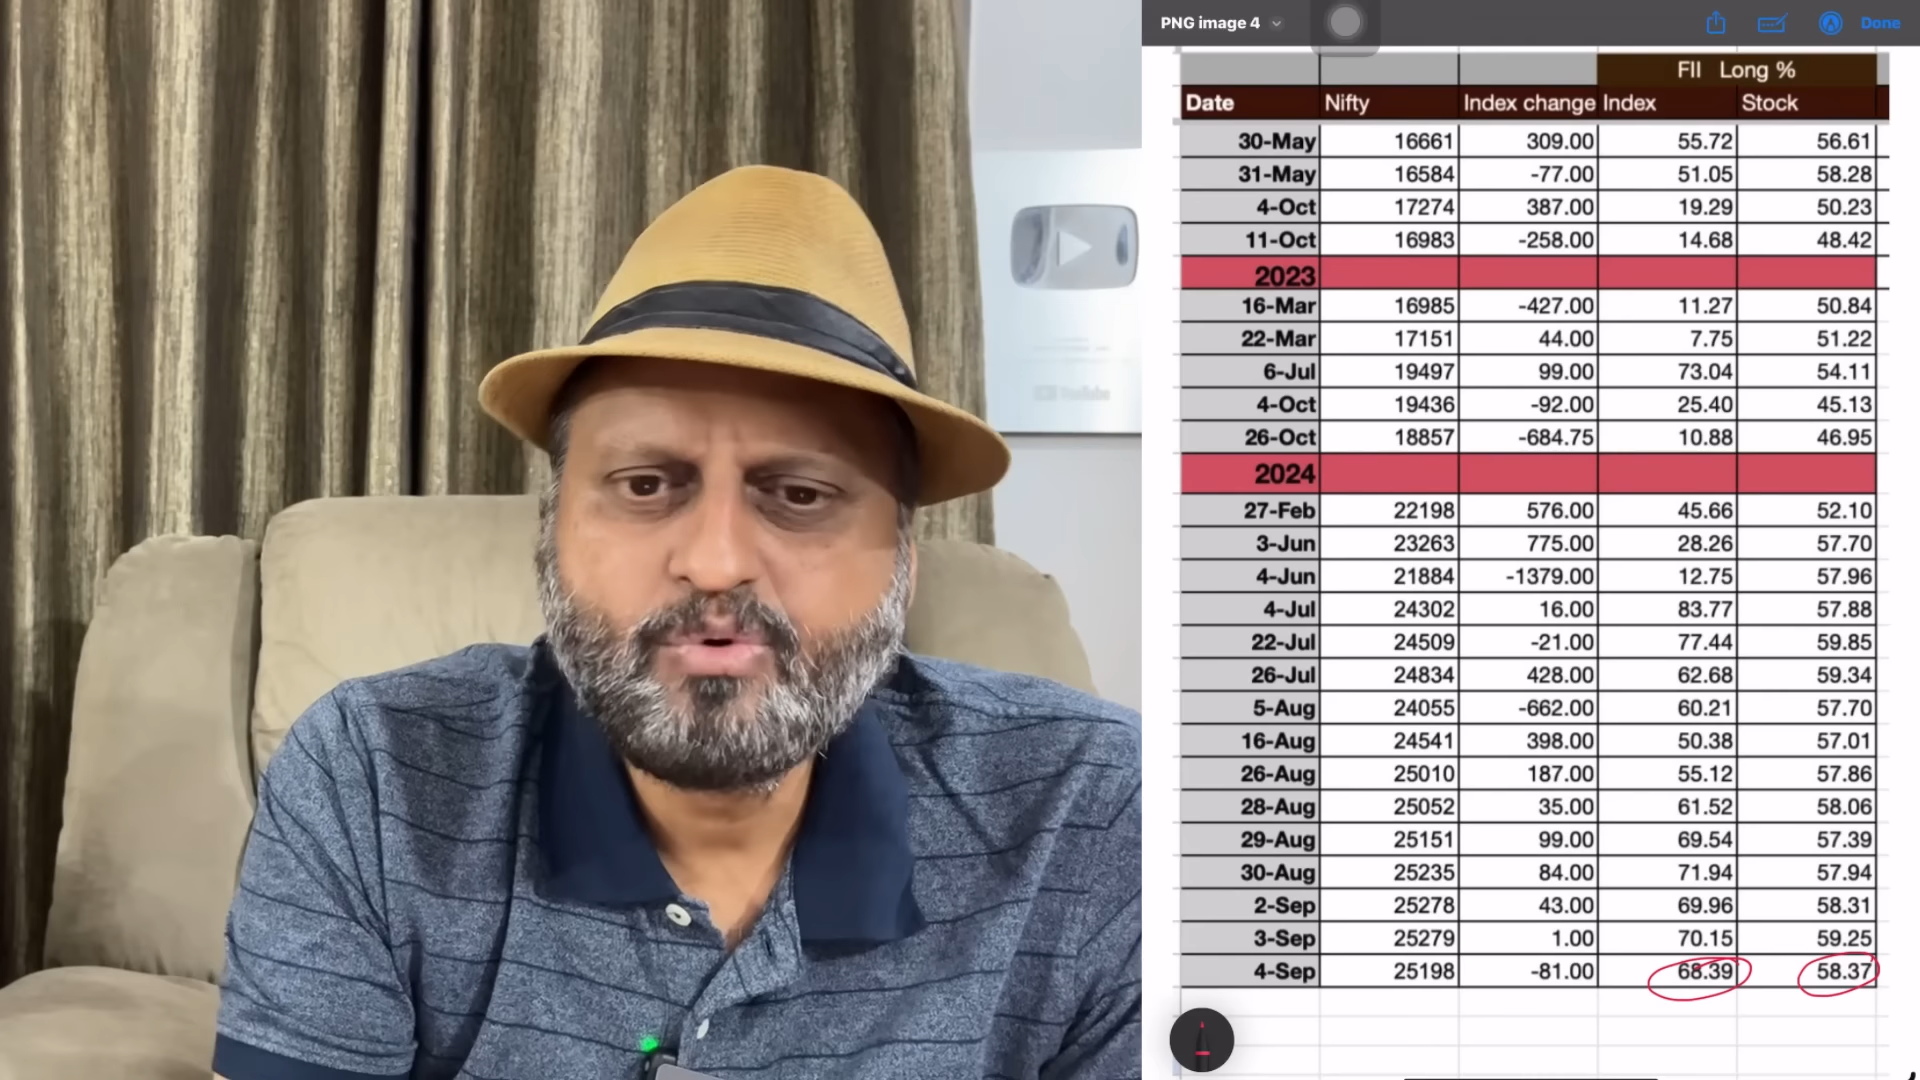 PNG image 4
Done
FII Long %
Date Nifty Index change Index Stock
30-May 16661 309.00 55.72 56.61
31-May 16584 -77.00 51.05 58.28
4-Oct 17274 387.00 19.29 50.23
11-Oct 16983 -258.00 14.68 48.42
2023
16-Mar 16985 -427.00 11.27 50.84
22-Mar 17151 44.00 7.75 51.22
6-Jul 19497 99.00 73.04 54.11
4-Oct 19436 -92.00 25.40 45.13
26-Oct 18857 -684.75 10.88 46.95
2024
27-Feb 22198 576.00 45.66 52.10
3-Jun 23263 775.00 28.26 57.70
4-Jun 21884 -1379.00 12.75 57.96
4-Jul 24302 16.00 83.77 57.88
22-Jul 24509 -21.00 77.44 59.85
26-Jul 24834 428.00 62.68 59.34
5-Aug 24055 -662.00 60.21 57.70
16-Aug 24541 398.00 50.38 57.01
26-Aug 25010 187.00 55.12 57.86
28-Aug 25052 35.00 61.52 58.06
29-Aug 25151 99.00 69.54 57.39
30-Aug 25235 84.00 71.94 57.94
2-Sep 25278 43.00 69.96 58.31
3-Sep 25279 1.00 70.15 59.25
4-Sep 25198 -81.00 68.39 58.37